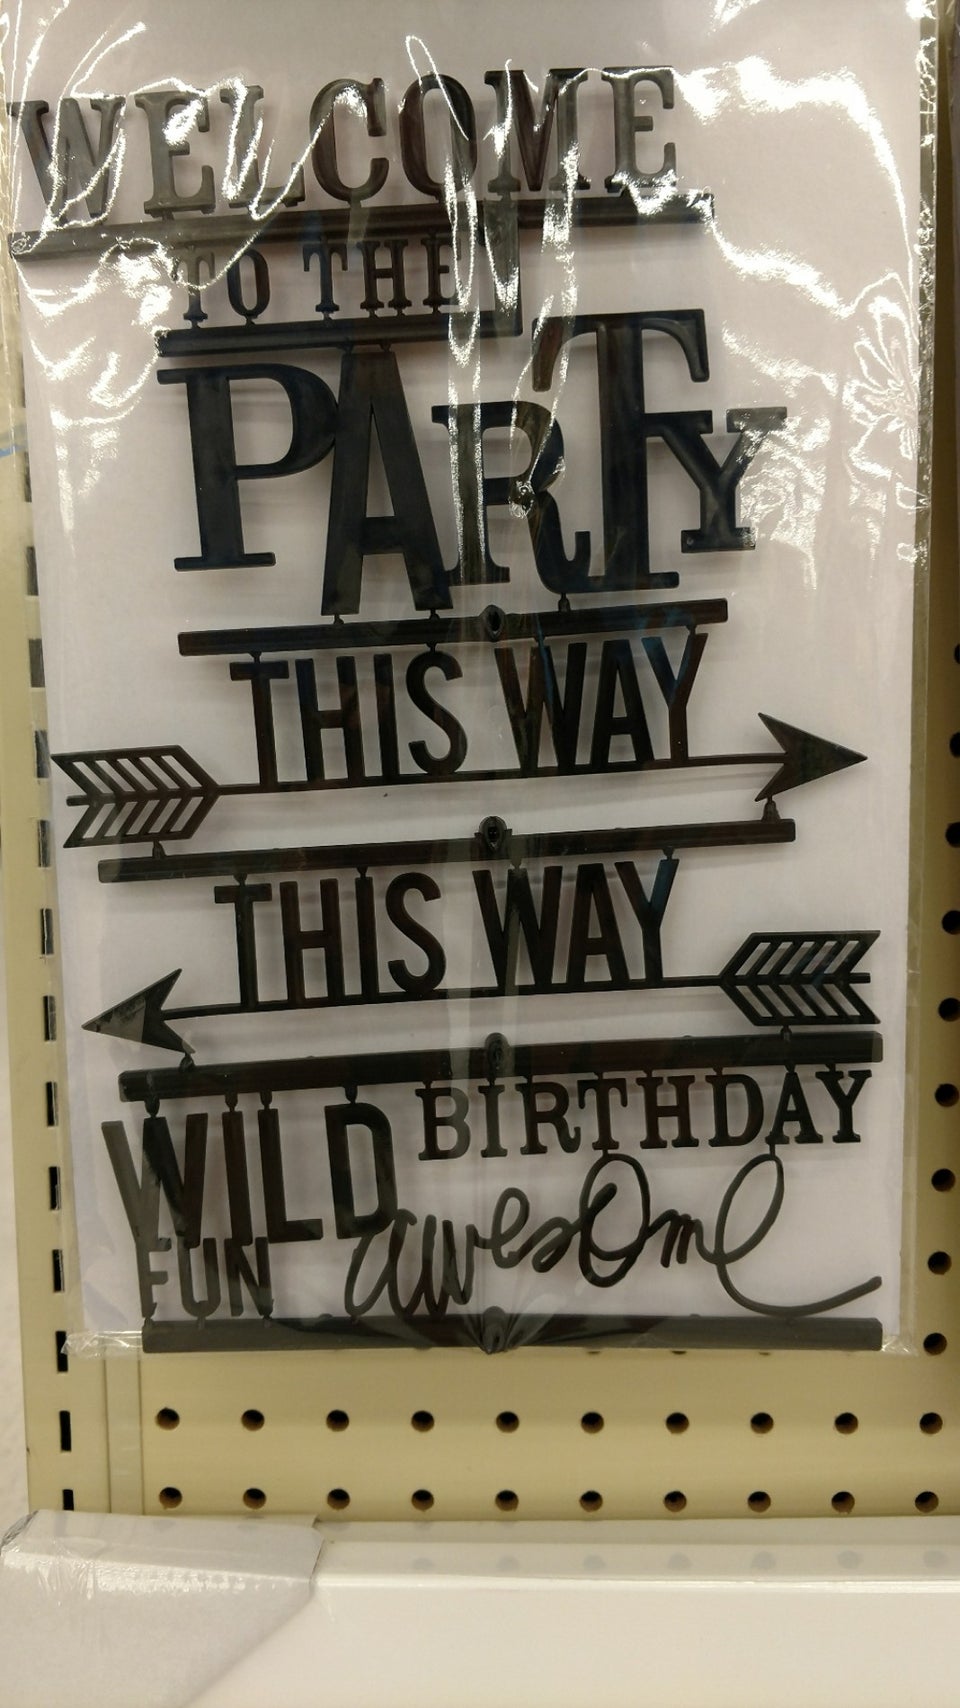 WELCOME
TO THE
PARTY
THIS WAY
THIS WAY
WILD BIRTHDAY
FUN awesOme